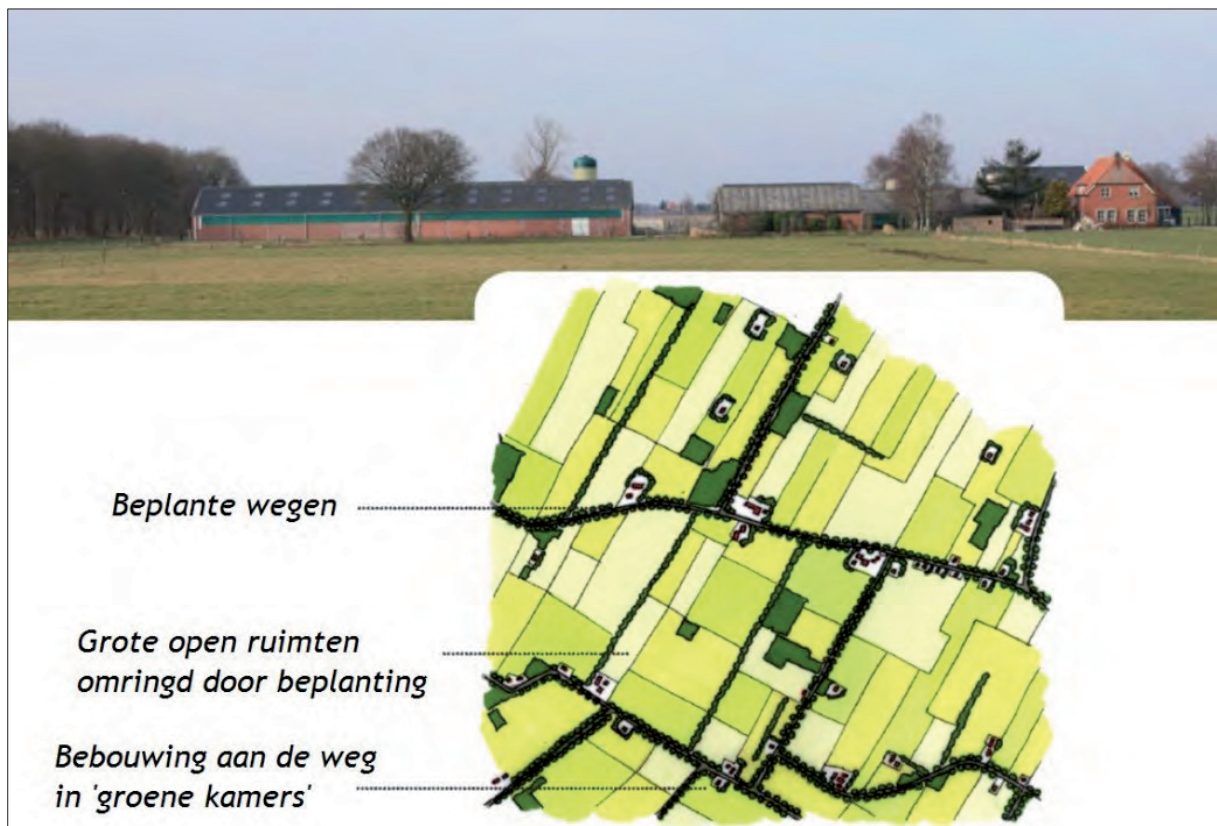 Beplante wegen
Grote open ruimten
omringd door beplanting
Bebouwing aan de weg
in 'groene kamers'